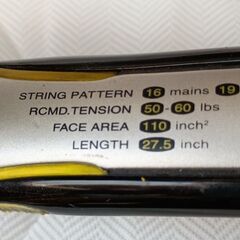 STRING PATTERN 16 mains 19
RCMD.TENSION 50-60 lbs
FACE AREA 110 inch²
LENGTH 27.5 inch